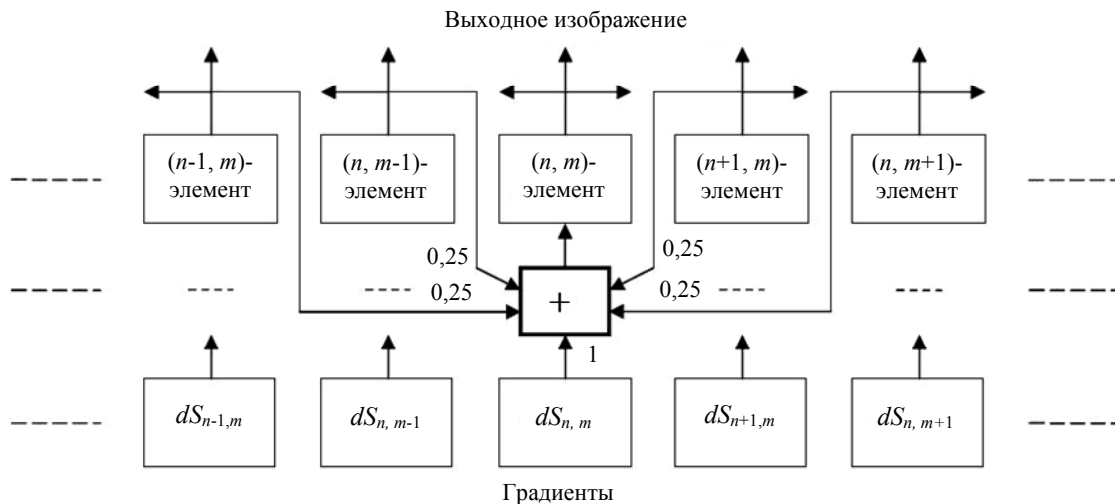 Выходное изображение
(n-1, m)-
элемент
(n, m-1)-
элемент
(n, m)-
элемент
(n+1, m)-
элемент
(n, m+1)-
элемент
0,25
0,25
0,25
0,25
+
1
dSn-1,m
dSn, m-1
dSn, m
dSn+1,m
dSn, m+1
Градиенты